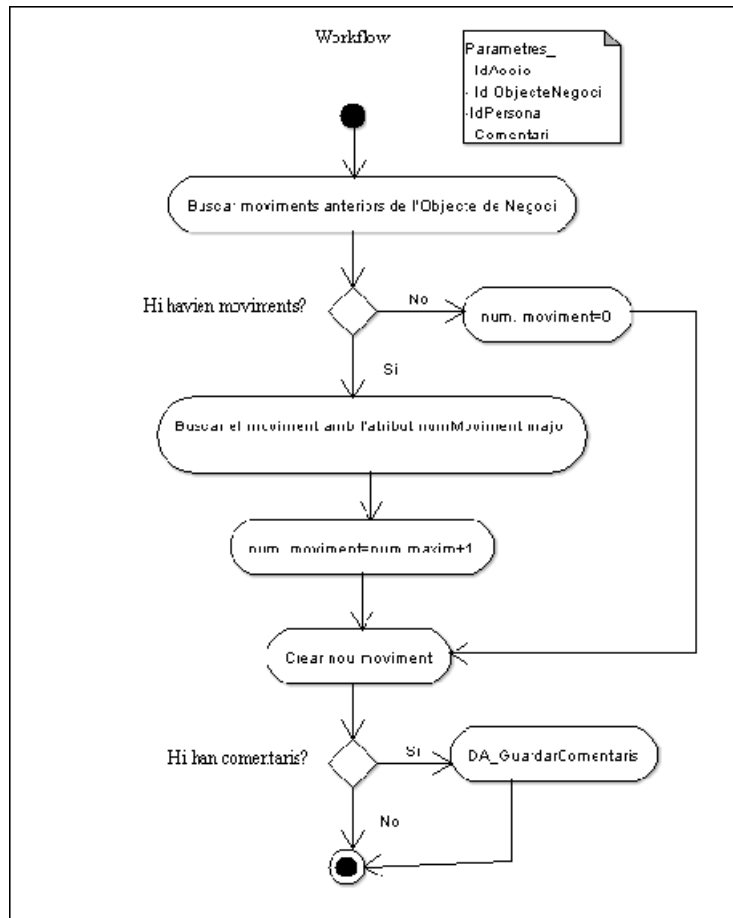 Workflow
Parametres_
IdAccio
- Id ObjecteNegoci
-IdPersona
Comentari
Buscar moviments anteriors de l'Objecte de Negoci
Hi havien moviments?
No
num. moviment=0
Si
Buscar el moviment amb l'atribut numMoviment majo
num. moviment=num maxim+1
Crear nou moviment
Hi han comentaris?
Si
DA_GuardarComentaris
No